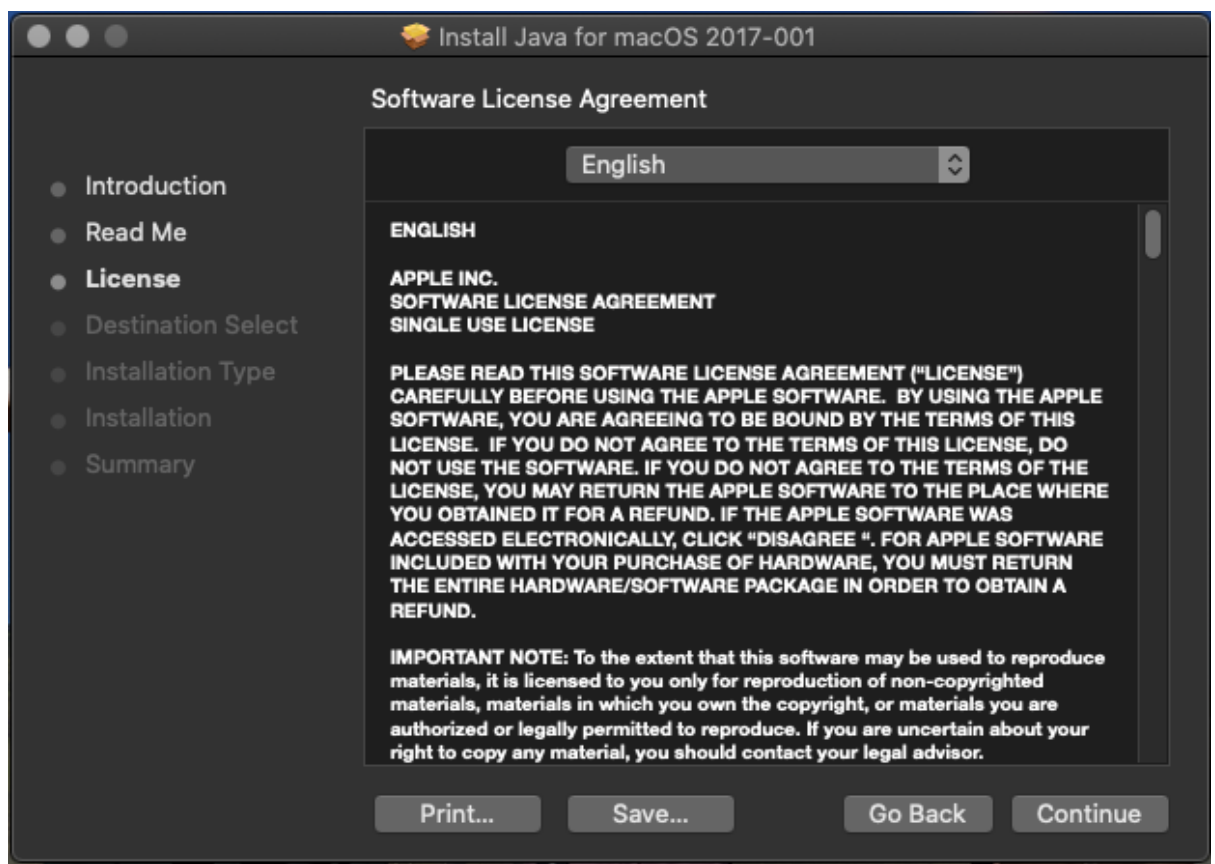 Install Java for macOS 2017-001
Software License Agreement
Introduction
Read Me
License
Destination Select
Installation Type
Installation
Summary
English
ENGLISH
APPLE INC.
SOFTWARE LICENSE AGREEMENT
SINGLE USE LICENSE
PLEASE READ THIS SOFTWARE LICENSE AGREEMENT (“LICENSE”)
CAREFULLY BEFORE USING THE APPLE SOFTWARE.  BY USING THE APPLE
SOFTWARE, YOU ARE AGREEING TO BE BOUND BY THE TERMS OF THIS
LICENSE.  IF YOU DO NOT AGREE TO THE TERMS OF THIS LICENSE, DO
NOT USE THE SOFTWARE. IF YOU DO NOT AGREE TO THE TERMS OF THE
LICENSE, YOU MAY RETURN THE APPLE SOFTWARE TO THE PLACE WHERE
YOU OBTAINED IT FOR A REFUND. IF THE APPLE SOFTWARE WAS
ACCESSED ELECTRONICALLY, CLICK “DISAGREE “. FOR APPLE SOFTWARE
INCLUDED WITH YOUR PURCHASE OF HARDWARE, YOU MUST RETURN
THE ENTIRE HARDWARE/SOFTWARE PACKAGE IN ORDER TO OBTAIN A
REFUND.
IMPORTANT NOTE: To the extent that this software may be used to reproduce
materials, it is licensed to you only for reproduction of non-copyrighted
materials, materials in which you own the copyright, or materials you are
authorized or legally permitted to reproduce. If you are uncertain about your
right to copy any material, you should contact your legal advisor.
Print...
Save...
Go Back
Continue